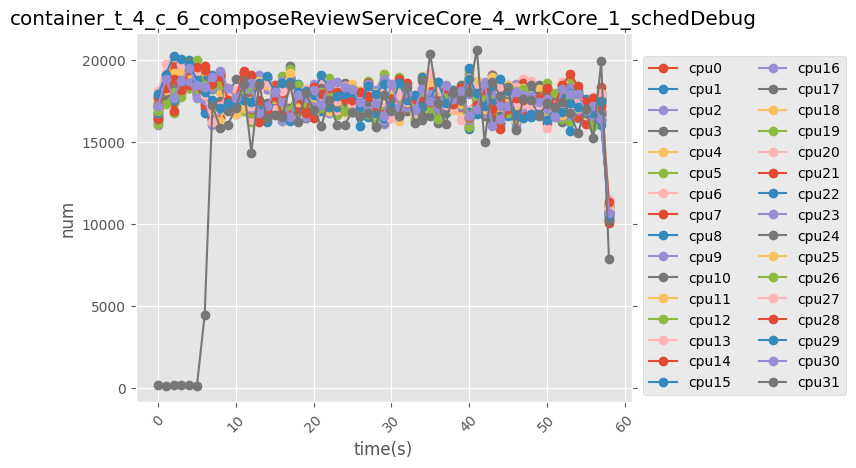 container_t_4_c_6_composeReviewServiceCore_4_wrkCore_1_schedDebug
num
20000
15000
10000
5000
0
0
10
20
30
40
50
60
time(s)
cpu0
cpu1
cpu2
cpu3
cpu4
cpu5
cpu6
cpu7
cpu8
cpu9
cpu10
cpu11
cpu12
cpu13
cpu14
cpu15
cpu16
cpu17
cpu18
cpu19
cpu20
cpu21
cpu22
cpu23
cpu24
cpu25
cpu26
cpu27
cpu28
cpu29
cpu30
cpu31